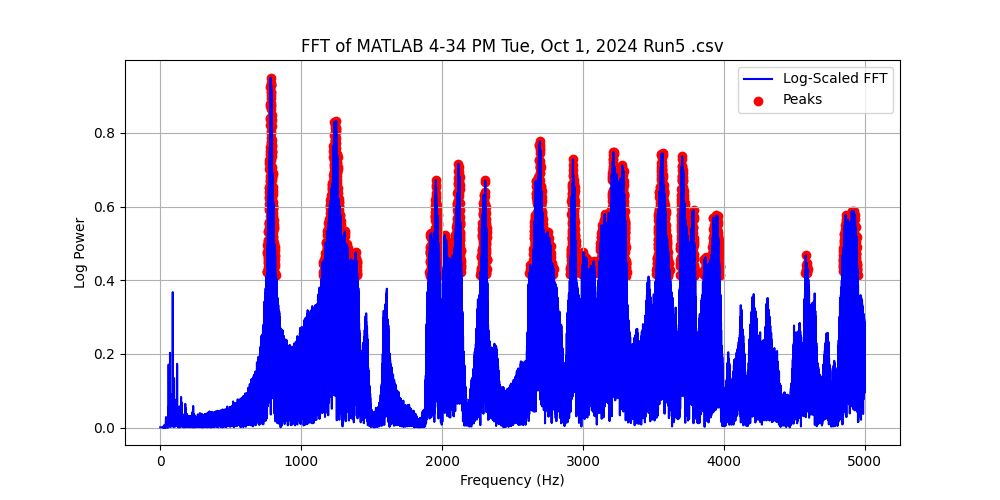 FFT of MATLAB 4-34 PM Tue, Oct 1, 2024 Run5 .csv
Log-Scaled FFT
Peaks
0.8
0.6
0.4
0.2
0.0
Log Power
0 1000 2000 3000 4000 5000
Frequency (Hz)